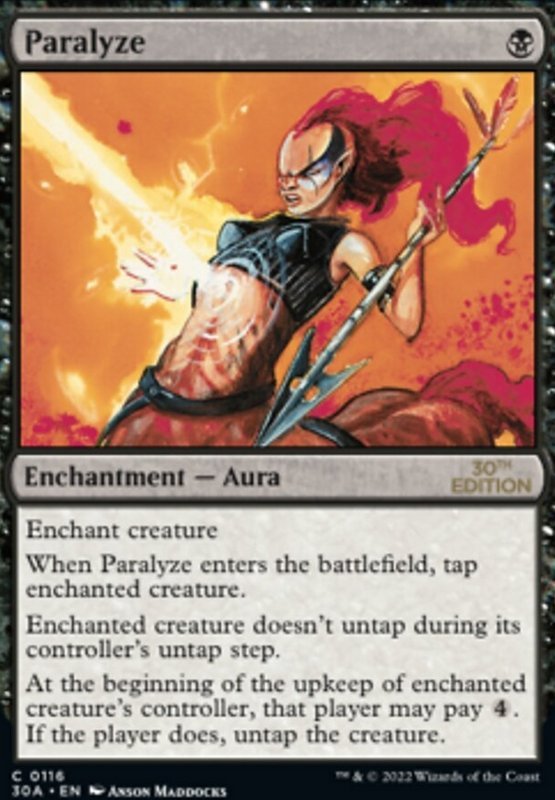 Paralyze
Enchantment — Aura
30TH
EDITION
Enchant creature
When Paralyze enters the battlefield, tap
enchanted creature.
Enchanted creature doesn't untap during its
controller's untap step.
At the beginning of the upkeep of enchanted
creature's controller, that player may pay 4.
If the player does, untap the creature.
C 0116
30A • EN Anson Maddocks
™ & © 2022 Wizards of the Coast